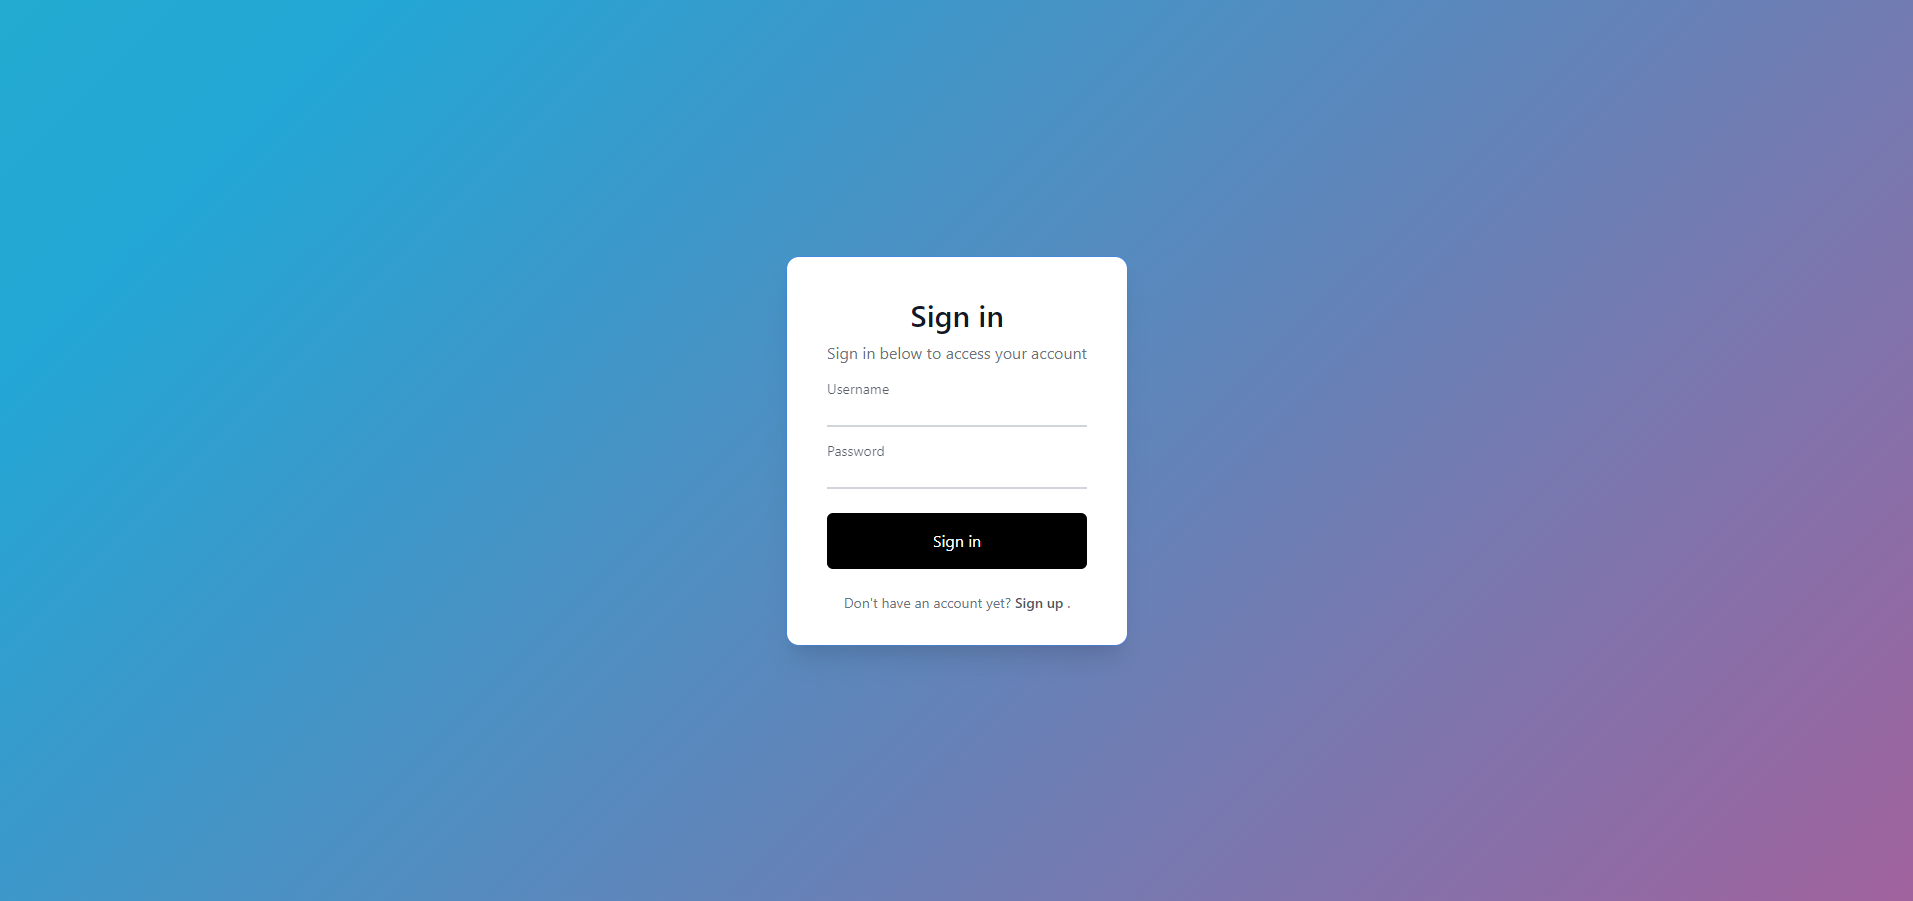 Sign in
Sign in below to access your account
Username
Password
Sign in
Don't have an account yet? Sign up .